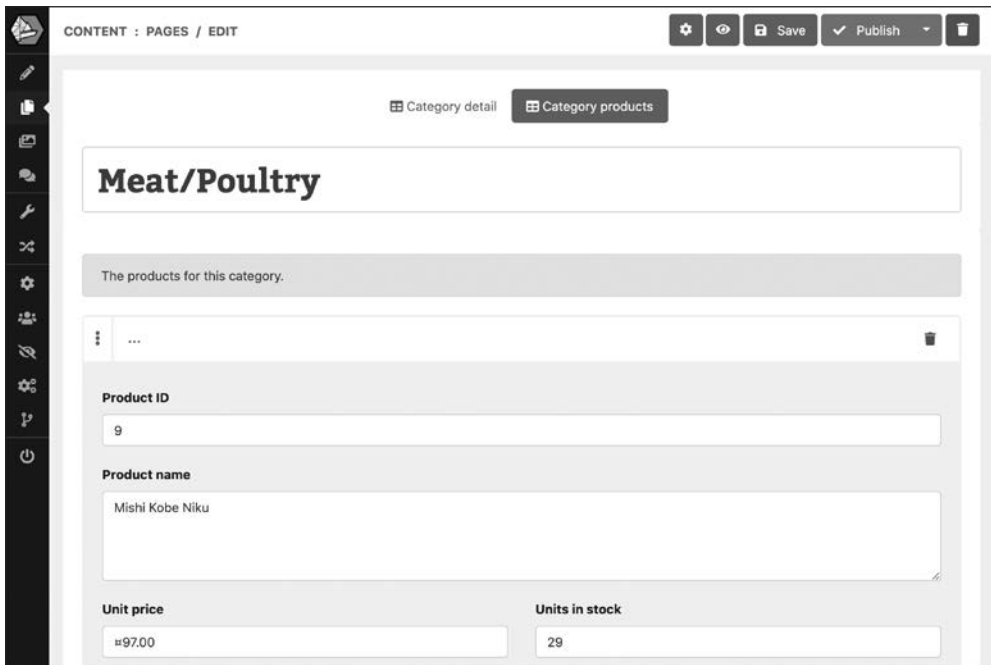 CONTENT : PAGES / EDIT
Save
Publish
Category detail
Category products
Meat/Poultry
The products for this category.
...
Product ID
9
Product name
Mishi Kobe Niku
Unit price
Units in stock
¤97.00
29